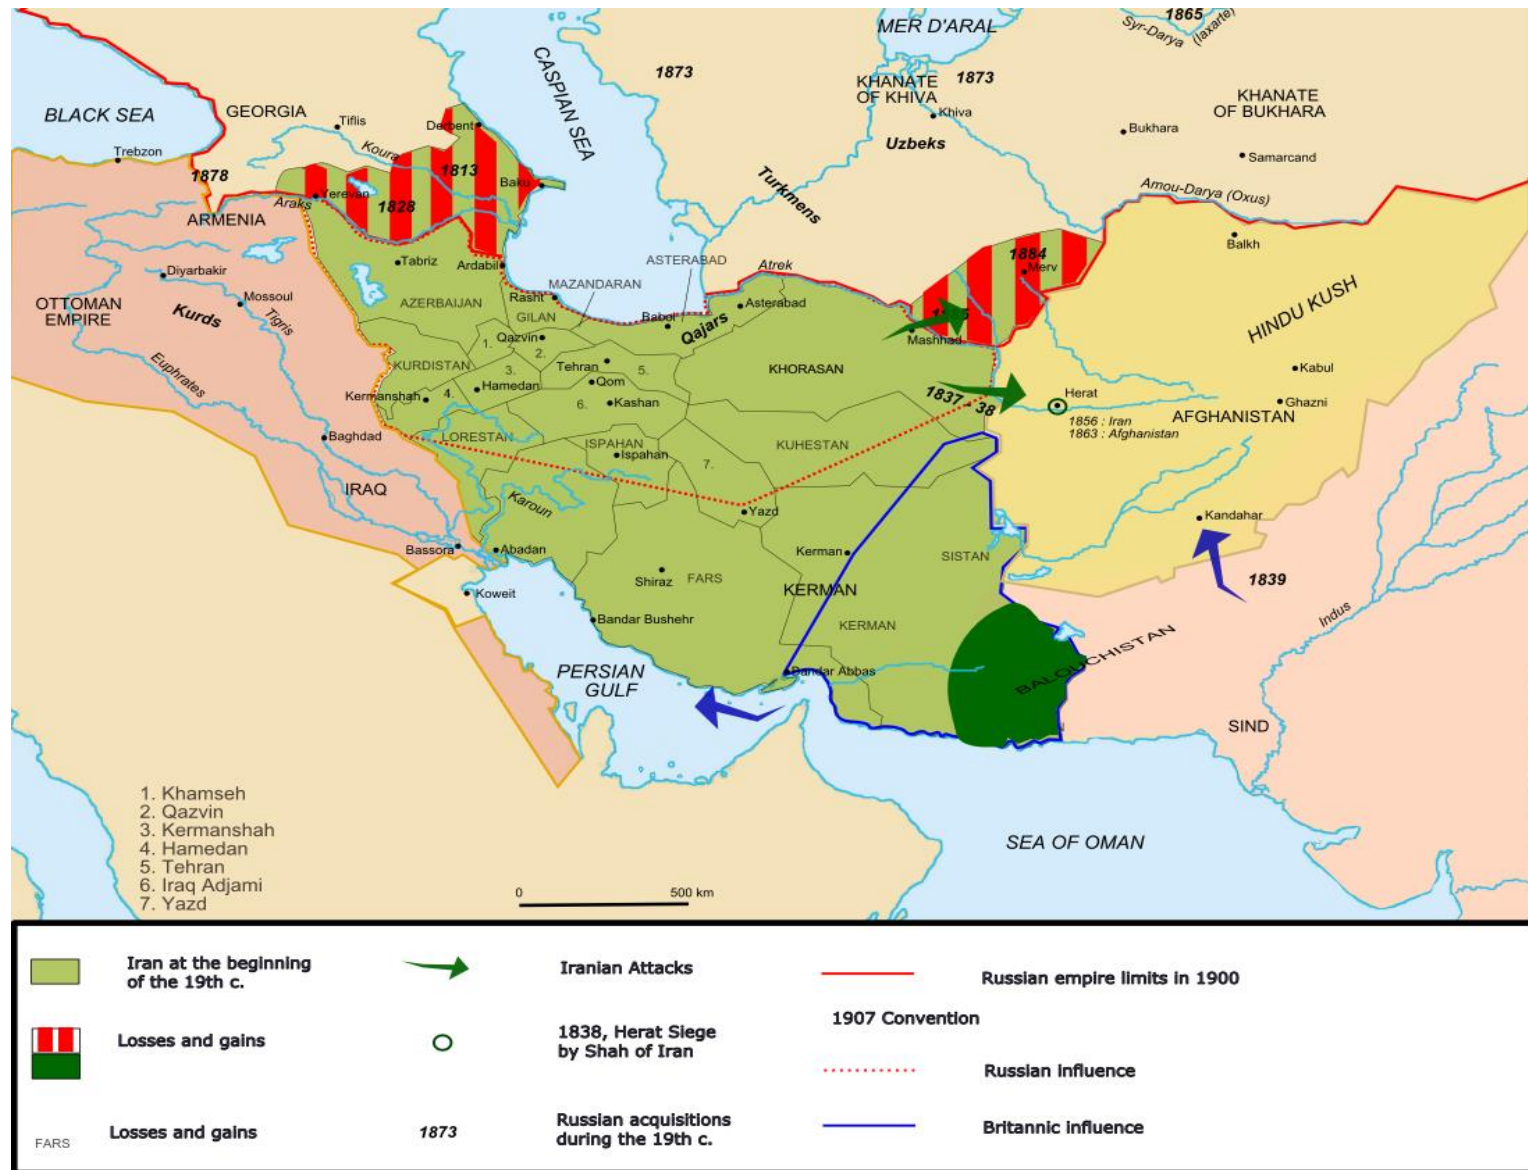 1865
MER D'ARAL
Syr-Darya (Iaxarte)
CASPIAN SEA
1873
KHANATE
OF KHIVA
1873
KHANATE
OF BUKHARA
BLACK SEA
GEORGIA
Tiflis
Derbent
Khiva
Bukhara
Trebzon
Koura
Uzbeks
Samarcand
1878
1813
Baku
Turkmens
Yerevan
1828
Araks
ARMENIA
Amou-Darya (Oxus)
Balkh
Tabriz
Ardabil
ASTERABAD
Atrek
1884
Merv
Diyarbakir
MAZANDARAN
OTTOMAN
EMPIRE
Mossoul
Kurds
Tigris
AZERBAIJAN
Rasht
GILAN
Asterabad
Babol
Qajars
HINDU KUSH
Mashhad
Qazvin
1.
2.
Euphrates
KURDISTAN
Tehran
3.
5.
KHORASAN
Kabul
Kermanshah
4.
Hamedan
Qom
6.
Kashan
1837 - 38
Herat
Ghazni
AFGHANISTAN
1856 : Iran
1863 : Afghanistan
Baghdad
LORESTAN
ISPAHAN
Ispahan
7.
KUHESTAN
IRAQ
Karoun
Yazd
Kandahar
Bassora
Abadan
Kerman
SISTAN
1839
Shiraz
FARS
KERMAN
Koweit
Bandar Bushehr
KERMAN
Indus
PERSIAN
GULF
Bandar Abbas
BALOUCHISTAN
SIND
SEA OF OMAN
1. Khamseh
2. Qazvin
3. Kermanshah
4. Hamedan
5. Tehran
6. Iraq Adjami
7. Yazd
0
500 km
Iran at the beginning
of the 19th c.
Losses and gains
FARS
Losses and gains
Iranian Attacks
1838, Herat Siege
by Shah of Iran
1873
Russian acquisitions
during the 19th c.
Russian empire limits in 1900
1907 Convention
Russian influence
Britannic influence